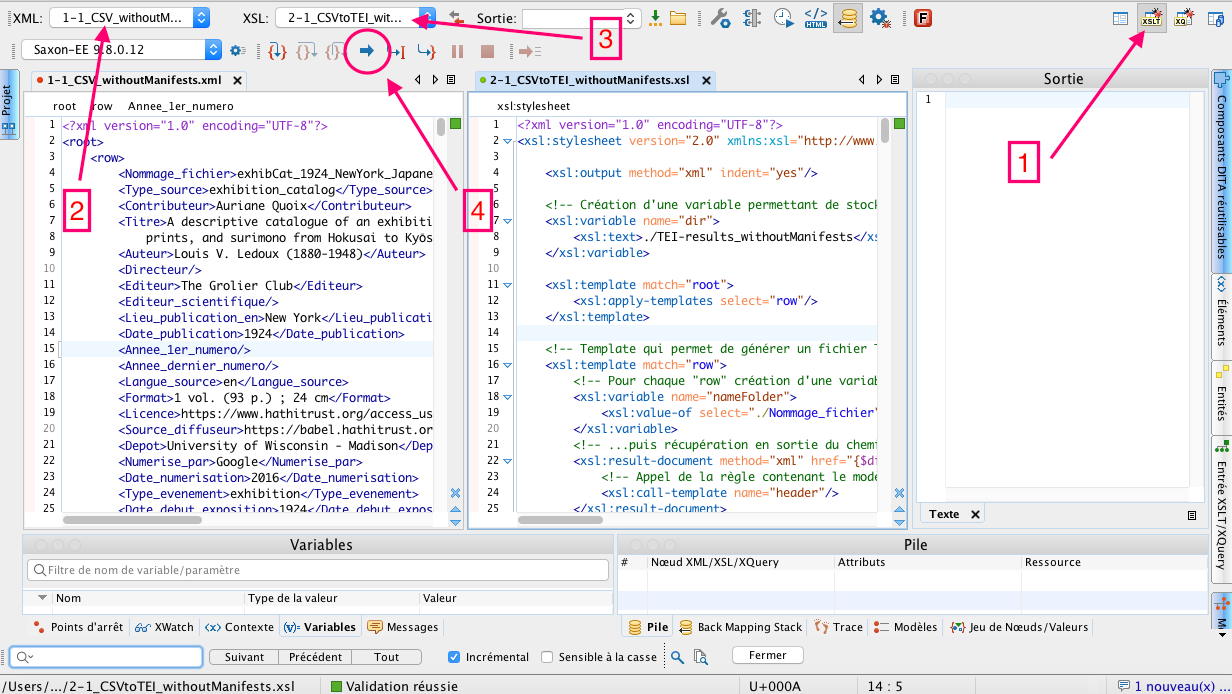 XML: 1-1_CSV_withoutM... XSL: 2-1_CSVtoTEI_wit... Sortie:
Saxon-EE 9.8.0.12
XSLT XQ
1
2
3
4
Projet
1-1_CSV_withoutManifests.xml
root row Annee_1er_numero
1 <?xml version="1.0" encoding="UTF-8"?>
2 <root>
3 <row>
4 <Nommage_fichier>exhibCat_1924_NewYork_Japane
5 <Type_source>exhibition_catalog</Type_source>
6 <Contributeur>Auriane Quoix</Contributeur>
7 <Titre>A descriptive catalogue of an exhibiti
8 prints, and surimono from Hokusai to Kyōs
9 <Auteur>Louis V. Ledoux (1880-1948)</Auteur>
10 <Directeur/>
11 <Editeur>The Grolier Club</Editeur>
12 <Editeur_scientifique/>
13 <Lieu_publication_en>New York</Lieu_publicati
14 <Date_publication>1924</Date_publication>
15 <Annee_1er_numero/>
16 <Annee_dernier_numero/>
17 <Langue_source>en</Langue_source>
18 <Format>1 vol. (93 p.) ; 24 cm</Format>
19 <Licence>https://www.hathitrust.org/access_us
20 <Source_diffuseur>https://babel.hathitrust.or
21 <Depot>University of Wisconsin - Madison</Dep
22 <Numerise_par>Google</Numerise_par>
23 <Date_numerisation>2016</Date_numerisation>
24 <Type_evenement>exhibition</Type_evenement>
25 <Date_debut_exposition>1924</Date_debut_expos
2-1_CSVtoTEI_withoutManifests.xsl
xsl:stylesheet
1 <?xml version="1.0" encoding="UTF-8"?>
2 <xsl:stylesheet version="2.0" xmlns:xsl="http://www.
3
4 <xsl:output method="xml" indent="yes"/>
5
6 <!-- Création d'une variable permettant de stock
7 <xsl:variable name="dir">
8 <xsl:text>./TEI-results_withoutManifests</xs
9 </xsl:variable>
10
11 <xsl:template match="root">
12 <xsl:apply-templates select="row"/>
13 </xsl:template>
14
15 <!-- Template qui permet de générer un fichier T
16 <xsl:template match="row">
17 <!-- Pour chaque "row" création d'une variab
18 <xsl:variable name="nameFolder">
19 <xsl:value-of select="./Nommage_fichier"
20 </xsl:variable>
21 <!-- ...puis récupération en sortie du chem
22 <xsl:result-document method="xml" href="{$d
23 <!-- Appel de la règle contenant le mod
24 <xsl:call-template name="header"/>
25 </xsl:result-document>
Sortie
1
Texte
Composants DITA réutilisables
Éléments
Entités
Entrée XSLT/XQuery
Variables
Filtre de nom de variable/paramètre
Nom Type de la valeur Valeur
Points d'arrêt XWatch Contexte Variables Messages
Pile
# Nœud XML/XSL/XQuery Attributs Ressource
Pile Back Mapping Stack Trace Modèles Jeu de Nœuds/Valeurs
Suivant Précédent Tout Incrémental Sensible à la casse Fermer
/Users/.../2-1_CSVtoTEI_withoutManifests.xsl Validation réussie U+000A 14 : 5 1 nouveau(x) ...